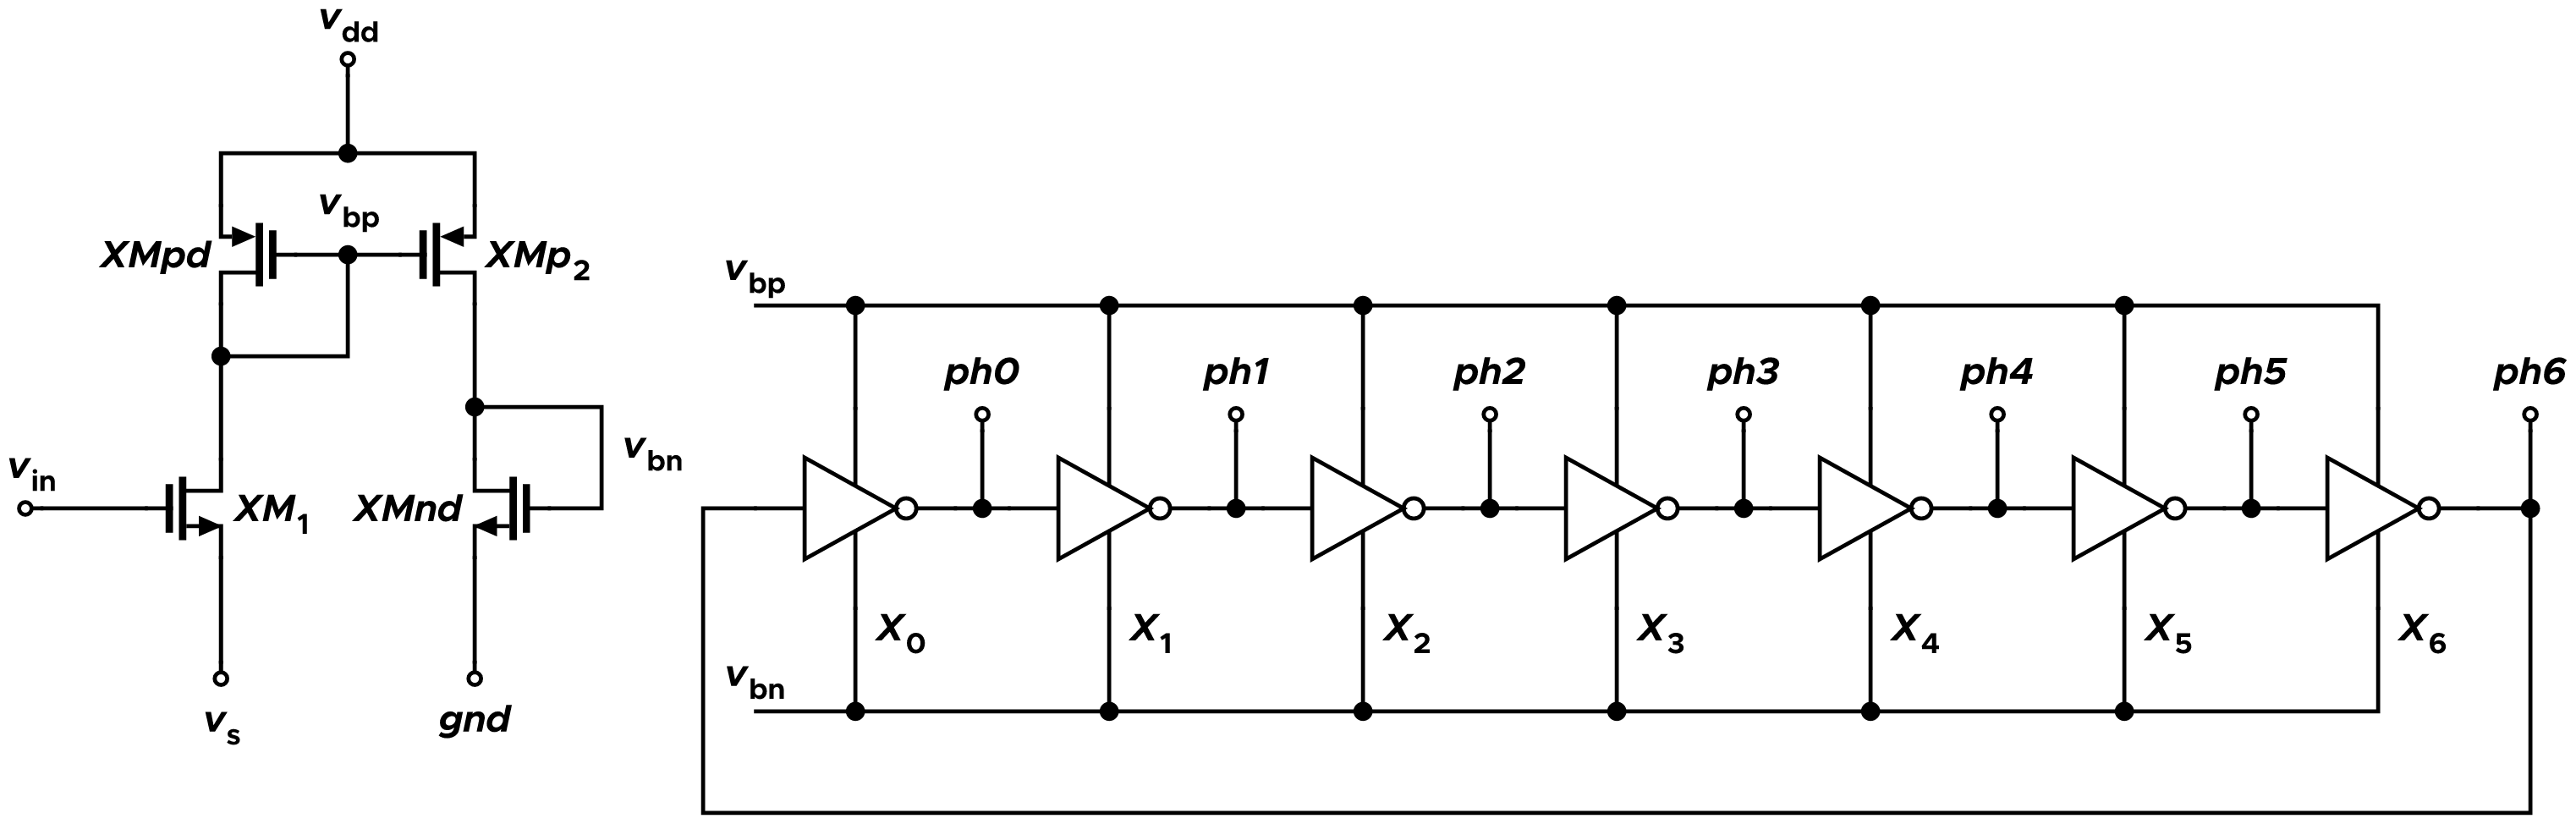 vdd
vbp
XMpd
XMp2
vbn
vin
XM1
XMnd
vs
gnd
vbp
ph0
ph1
ph2
ph3
ph4
ph5
ph6
X0
X1
X2
X3
X4
X5
X6
vbn